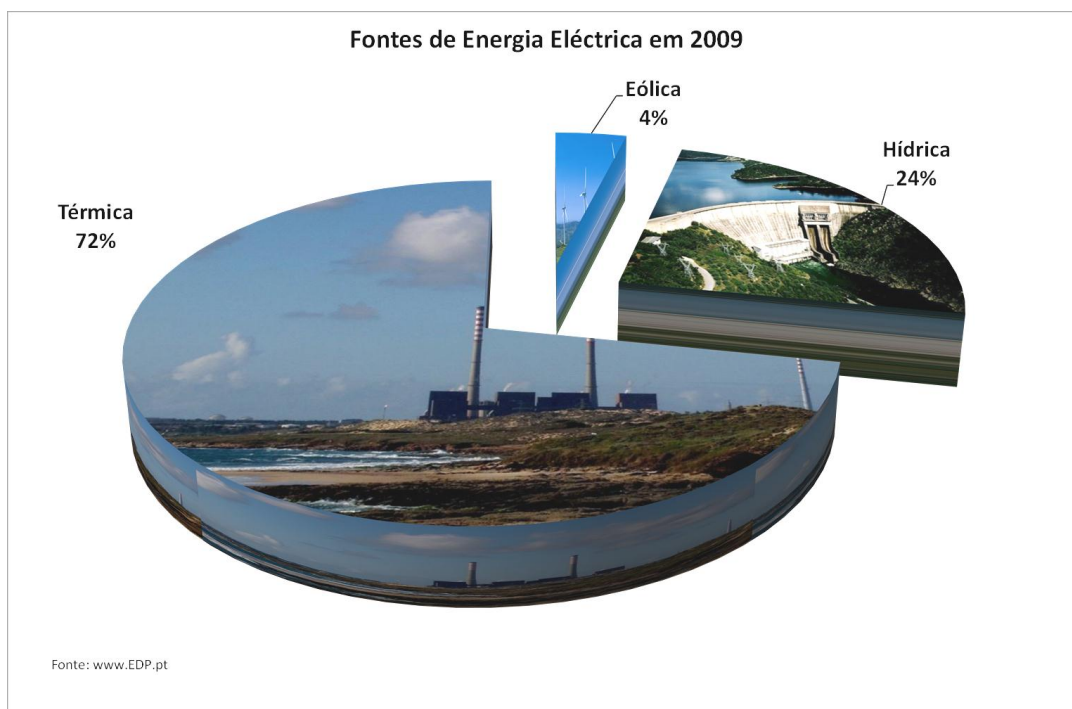 Fontes de Energia Eléctrica em 2009
Eólica
4%
Hídrica
24%
Térmica
72%
Fonte: www.EDP.pt